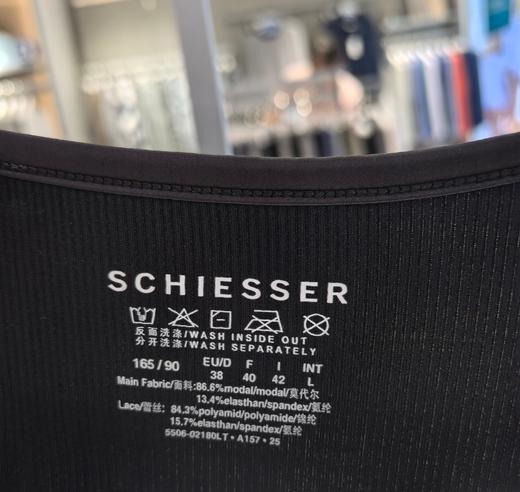 SCHIESSER
反面洗涤/WASH INSIDE OUT
分开洗涤/WASH SEPARATELY
165/90 EU/D F I INT
38 40 42 L
Main Fabric/面料:86.6%modal/modal/莫代尔
13.4%elasthan/spandex/氨纶
Lace/蕾丝: 84.3%polyamid/polyamide/锦纶
15.7%elasthan/spandex/氨纶
5506-02180LT • A157 • 25